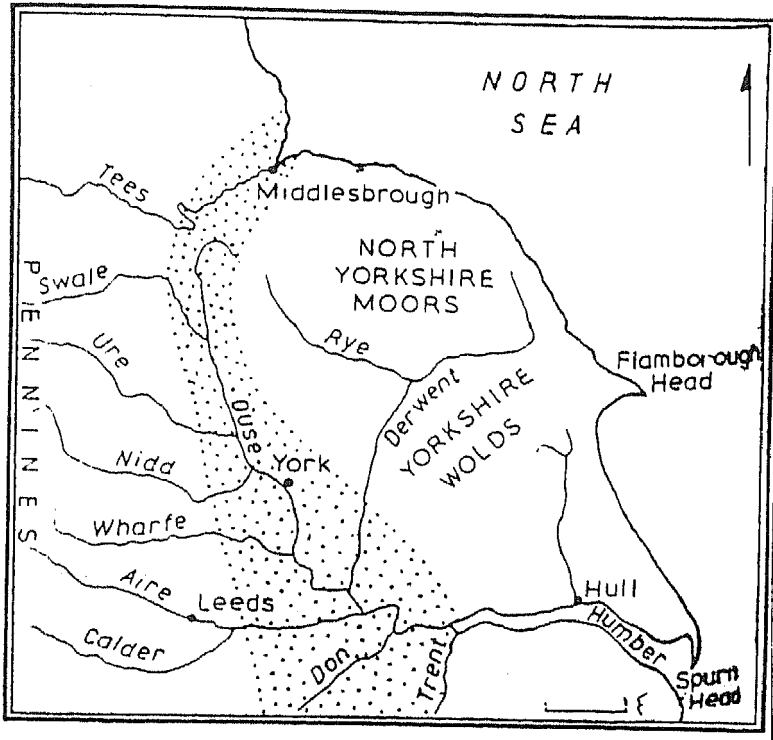 NORTH
SEA
Tees
Middlesbrough
NORTH
YORKSHIRE
MOORS
PENNINES
Swale
Ure
Rye
Flamborough
Head
Ouse
Derwent
YORKSHIRE
WOLDS
Nidd
York
Wharfe
Aire
Leeds
Hull
Humber
Calder
Don
Trent
Spurn
Head